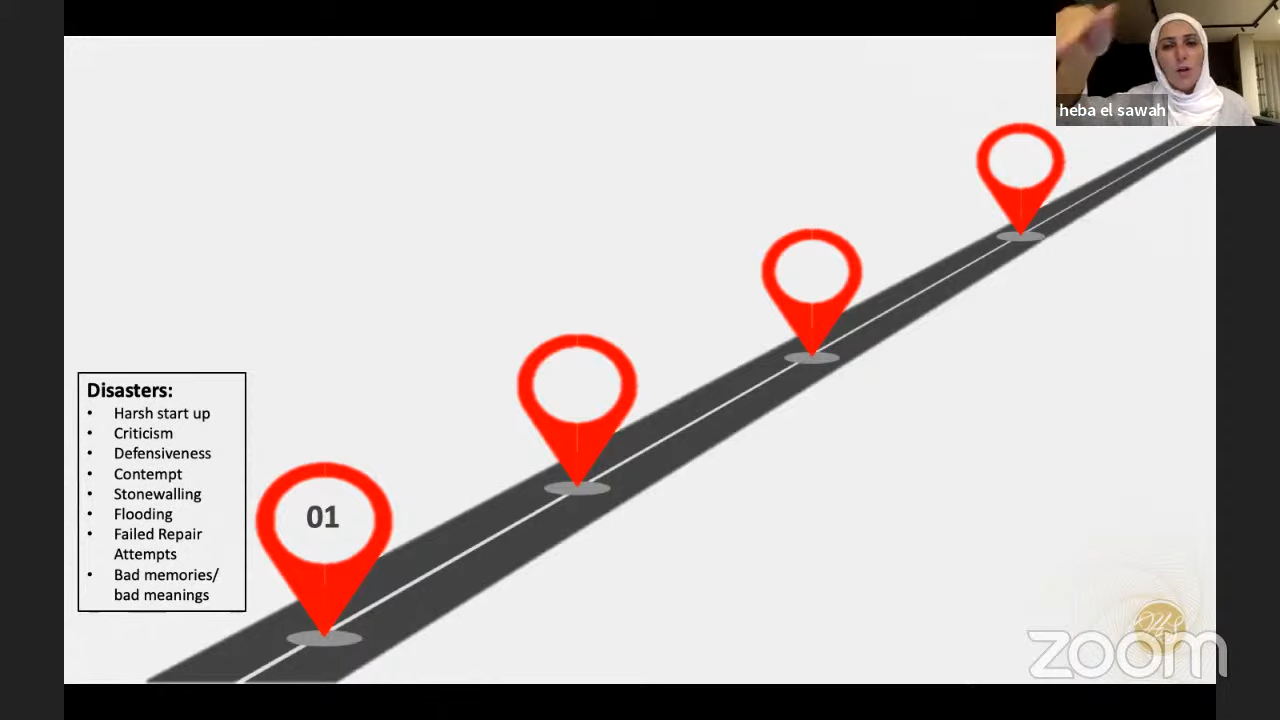 heba el sawah
Disasters:
• Harsh start up
• Criticism
• Defensiveness
• Contempt
• Stonewalling
• Flooding
• Failed Repair
Attempts
• Bad memories/
bad meanings
01
zoom